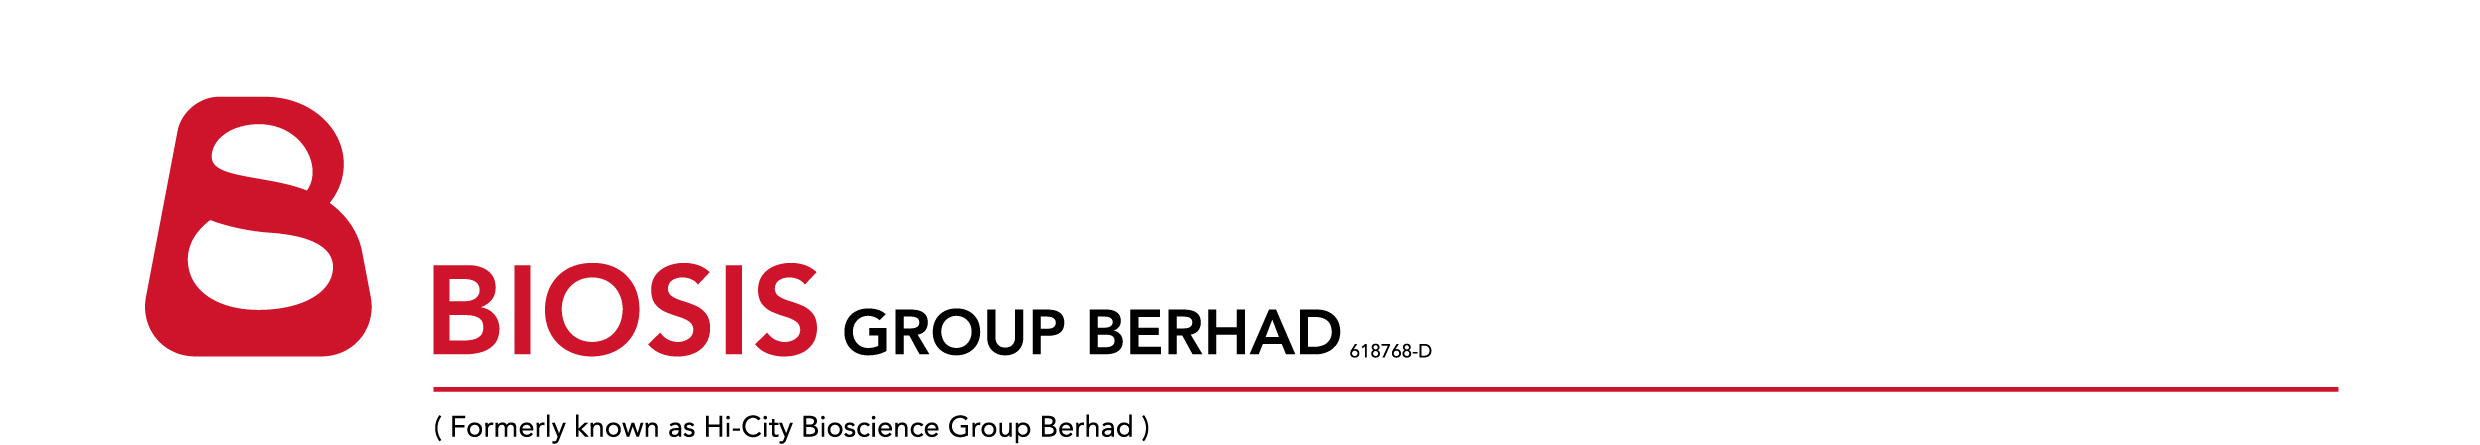 BIOSIS GROUP BERHAD 618768-D
( Formerly known as Hi-City Bioscience Group Berhad )